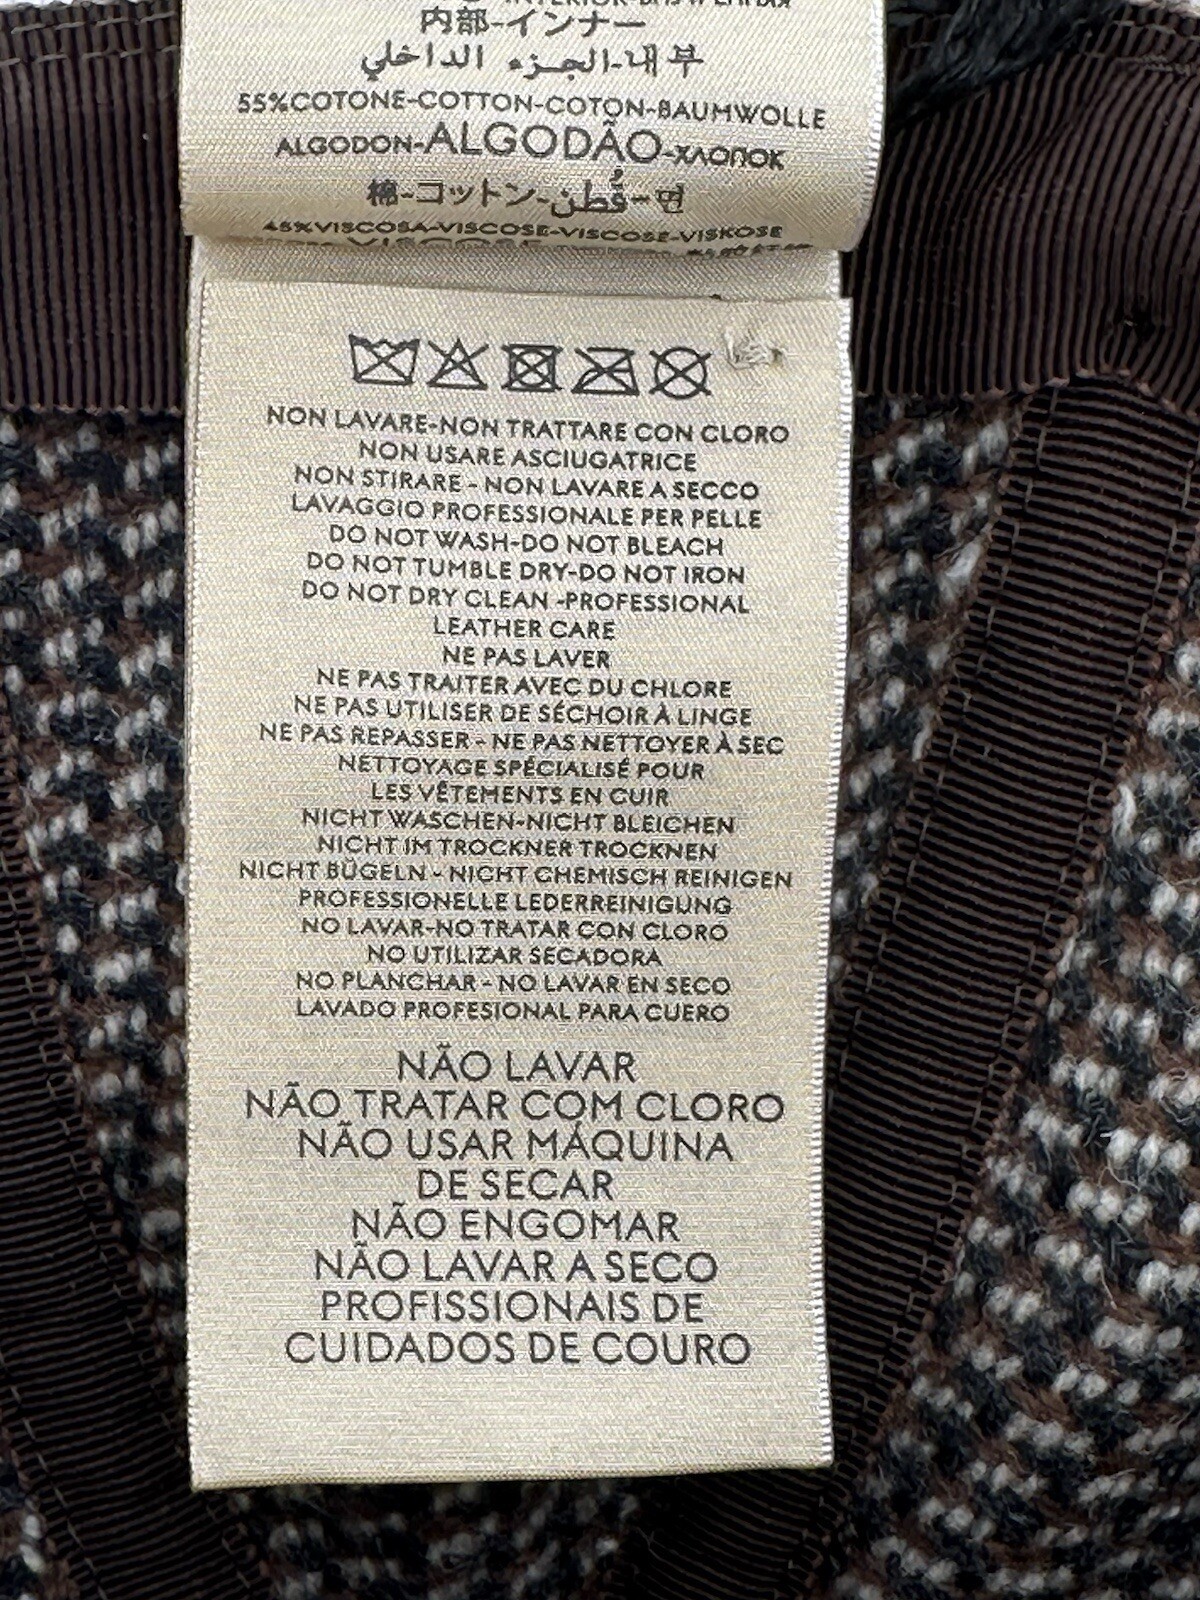 内部-インナー
내부-الجزء الداخلي
55%COTONE-COTTON-COTON-BAUMWOLLE
ALGODON-ALGODÃO-ХЛОПОК
棉-コットン-قُطن-면
45%VISCOSA-VISCOSE-VISCOSE-VISKOSE
NON LAVARE-NON TRATTARE CON CLORO
NON USARE ASCIUGATRICE
NON STIRARE - NON LAVARE A SECCO
LAVAGGIO PROFESSIONALE PER PELLE
DO NOT WASH-DO NOT BLEACH
DO NOT TUMBLE DRY-DO NOT IRON
DO NOT DRY CLEAN -PROFESSIONAL
LEATHER CARE
NE PAS LAVER
NE PAS TRAITER AVEC DU CHLORE
NE PAS UTILISER DE SÉCHOIR À LINGE
NE PAS REPASSER - NE PAS NETTOYER À SEC
NETTOYAGE SPÉCIALISÉ POUR
LES VÊTEMENTS EN CUIR
NICHT WASCHEN-NICHT BLEICHEN
NICHT IM TROCKNER TROCKNEN
NICHT BÜGELN - NICHT CHEMISCH REINIGEN
PROFESSIONELLE LEDERREINIGUNG
NO LAVAR-NO TRATAR CON CLORO
NO UTILIZAR SECADORA
NO PLANCHAR - NO LAVAR EN SECO
LAVADO PROFESIONAL PARA CUERO
NÃO LAVAR
NÃO TRATAR COM CLORO
NÃO USAR MÁQUINA
DE SECAR
NÃO ENGOMAR
NÃO LAVAR A SECO
PROFISSIONAIS DE
CUIDADOS DE COURO